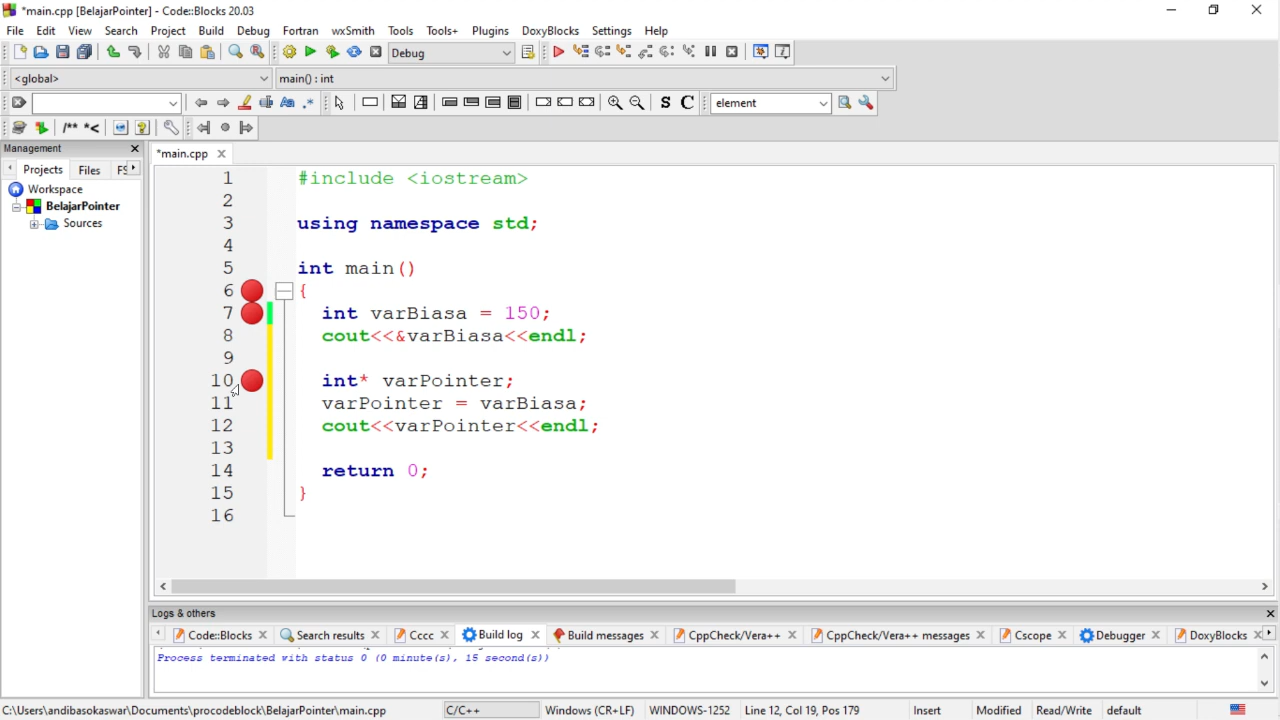 *main.cpp [BelajarPointer] - Code::Blocks 20.03
File Edit View Search Project Build Debug Fortran wxSmith Tools Tools+ Plugins DoxyBlocks Settings Help
Debug
<global> main() : int
S C element
/** *<
Management
Projects Files FS
*main.cpp
Workspace
BelajarPointer
Sources
1 #include <iostream>
2
3 using namespace std;
4
5 int main()
6 {
7 int varBiasa = 150;
8 cout<<&varBiasa<<endl;
9
10 int* varPointer;
11 varPointer = varBiasa;
12 cout<<varPointer<<endl;
13
14 return 0;
15 }
16
Logs & others
Code::Blocks Search results Cccc Build log Build messages CppCheck/Vera++ CppCheck/Vera++ messages Cscope Debugger DoxyBlocks
Process terminated with status 0 (0 minute(s), 15 second(s))
C:\Users\andibasokaswar\Documents\procodeblock\BelajarPointer\main.cpp C/C++ Windows (CR+LF) WINDOWS-1252 Line 12, Col 19, Pos 179 Insert Modified Read/Write default